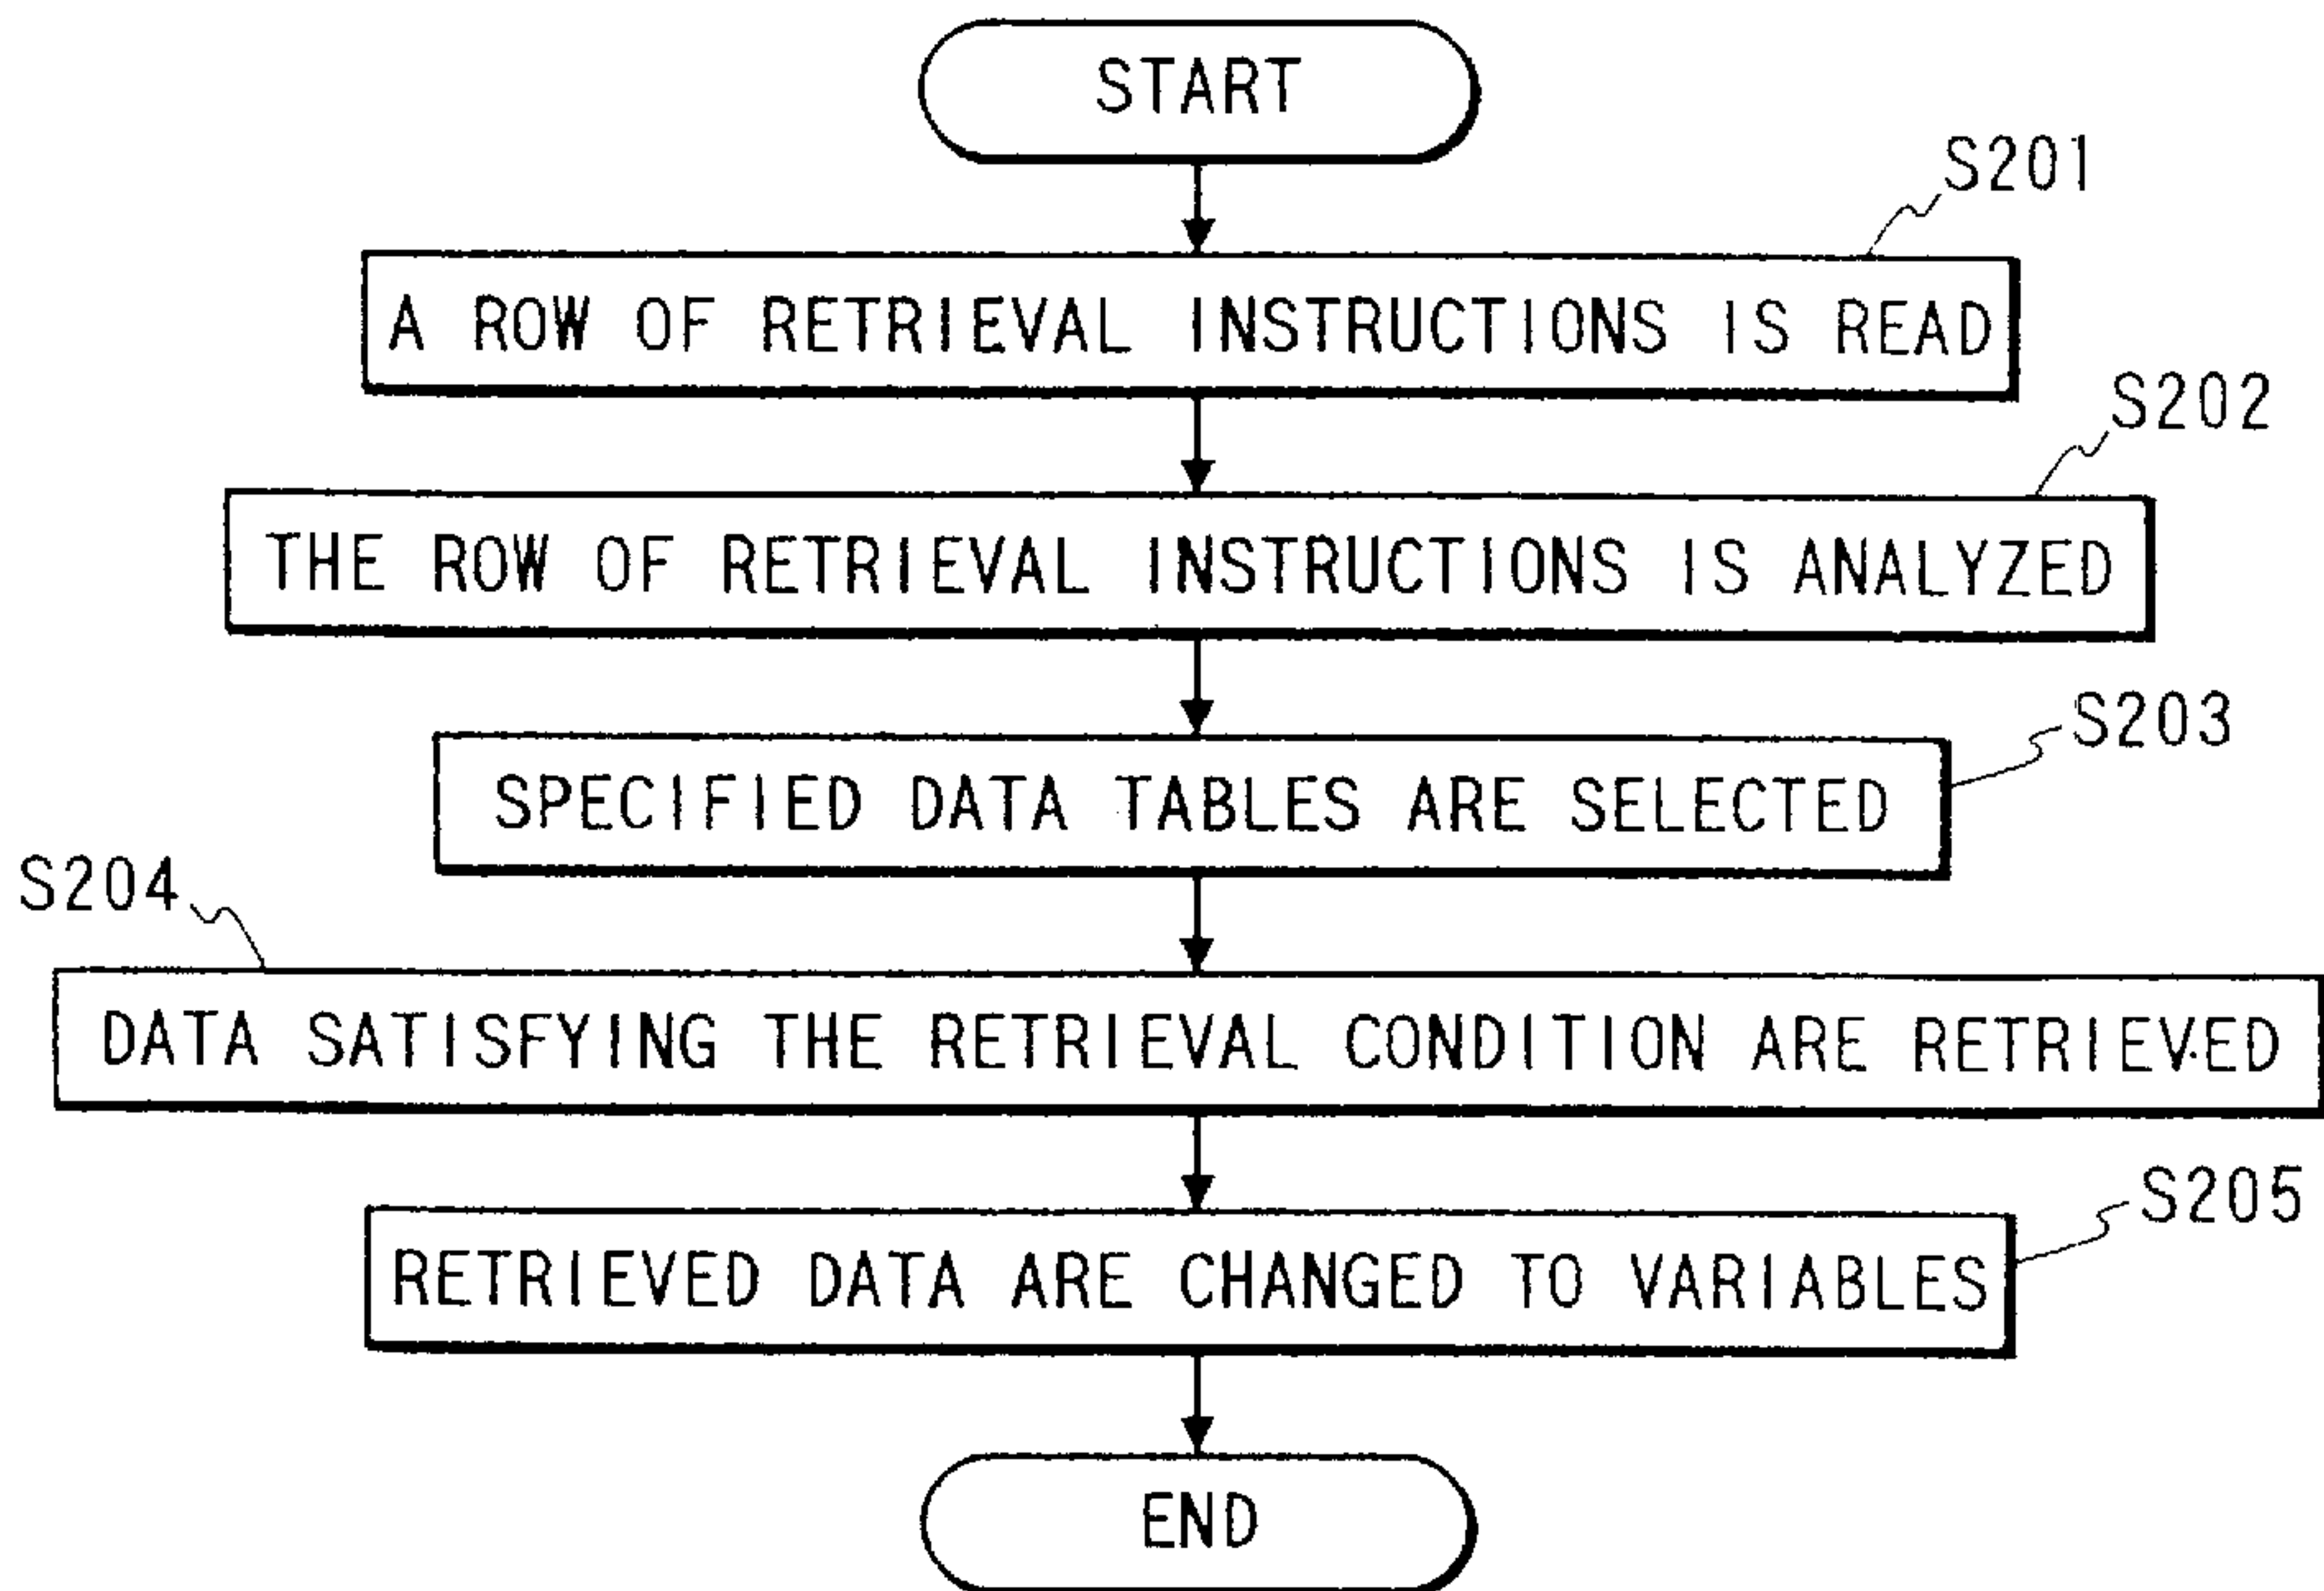 START
S201
A ROW OF RETRIEVAL INSTRUCTIONS IS READ
S202
THE ROW OF RETRIEVAL INSTRUCTIONS IS ANALYZED
S203
SPECIFIED DATA TABLES ARE SELECTED
S204
DATA SATISFYING THE RETRIEVAL CONDITION ARE RETRIEVED
S205
RETRIEVED DATA ARE CHANGED TO VARIABLES
END